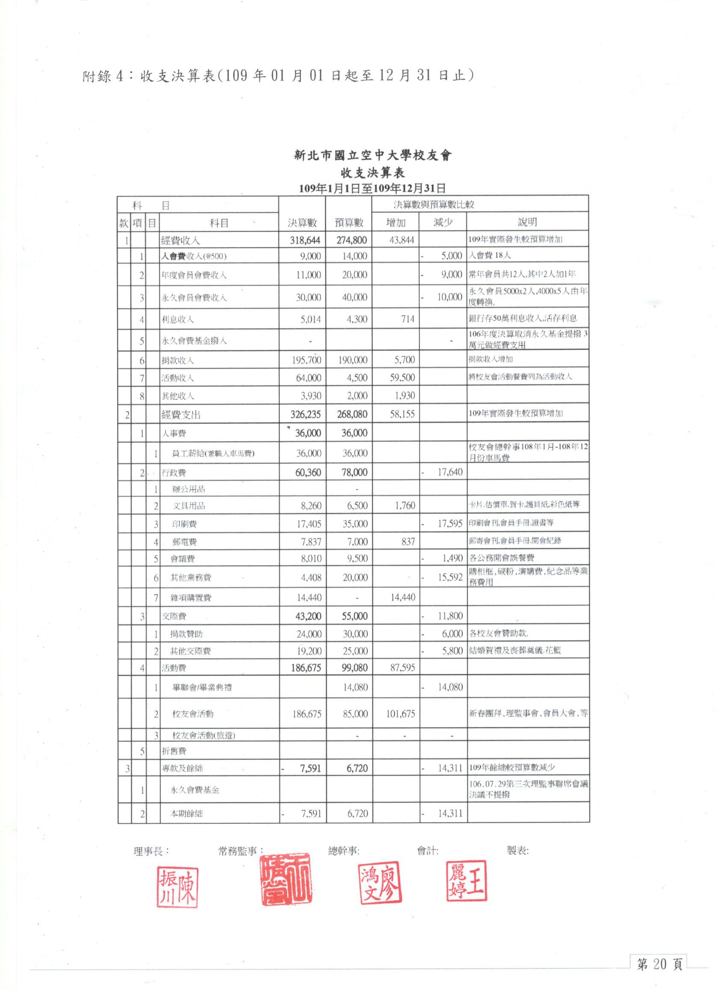 附錄 4：收支決算表(109 年 01 月 01 日起至 12 月 31 日止)
新北市國立空中大學校友會
收支決算表
109年1月1日至109年12月31日
科 目 決算數 預算數 決算數與預算數比較
款 項 目 科目 增加 減少 說明
1 經費收入 318,644 274,800 43,844 109年實際發生較預算增加
1 入會費收入(@500) 9,000 14,000 - 5,000 入會費 18人
2 年度會員會費收入 11,000 20,000 - 9,000 常年會員共12人,其中2人加1年
3 永久會員會費收入 30,000 40,000 - 10,000 永久會員5000x2人,4000x5人由年
度轉換.
4 利息收入 5,014 4,300 714 銀行存50萬利息收入.活存利息
5 永久會費基金撥入 - - 106年度決算取消永久基金提撥 3
萬元做經費支用
6 捐款收入 195,700 190,000 5,700 捐款收入增加
7 活動收入 64,000 4,500 59,500 將校友會活動餐費列為活動收入
8 其他收入 3,930 2,000 1,930
2 經費支出 326,235 268,080 58,155 109年實際發生較預算增加
1 人事費 36,000 36,000
1 員工薪給(兼職人車馬費) 36,000 36,000 校友會總幹事108年1月-108年12
月份車馬費
2 行政費 60,360 78,000 - 17,640
1 辦公用品 -
2 文具用品 8,260 6,500 1,760 卡片.估價單.賀卡.護貝紙.彩色紙等
3 印刷費 17,405 35,000 - 17,595 印刷會刊.會員手冊.證書等
4 郵電費 7,837 7,000 837 郵寄會刊.會員手冊.開會紀錄
5 會議費 8,010 9,500 - 1,490 各公務開會誤餐費
6 其他業務費 4,408 20,000 - 15,592 購相框,碳粉,演講費,紀念品等業
務費用
7 雜項購置費 14,440 - 14,440
3 交際費 43,200 55,000 - 11,800
1 捐款贊助 24,000 30,000 - 6,000 各校友會贊助款.
2 其他交際費 19,200 25,000 - 5,800 結婚賀禮及喪葬奠儀.花籃
4 活動費 186,675 99,080 87,595
1 畢聯會/畢業典禮 14,080 - 14,080
2 校友會活動 186,675 85,000 101,675 新春團拜,理監事會,會員大會,等
3 校友會活動(旅遊) - - -
5 折舊費
3 專款及餘絀 - 7,591 6,720 - 14,311 109年餘絀較預算數減少
1 永久會費基金 106.07.29第三次理監事聯席會議
決議不提撥
2 本期餘絀 - 7,591 6,720 - 14,311
理事長： 常務監事： 總幹事: 會計: 製表:
陳振川 廖鴻文 王麗婷
第 20 頁